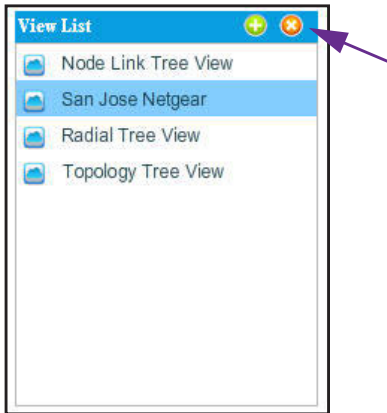 View List
Node Link Tree View
San Jose Netgear
Radial Tree View
Topology Tree View